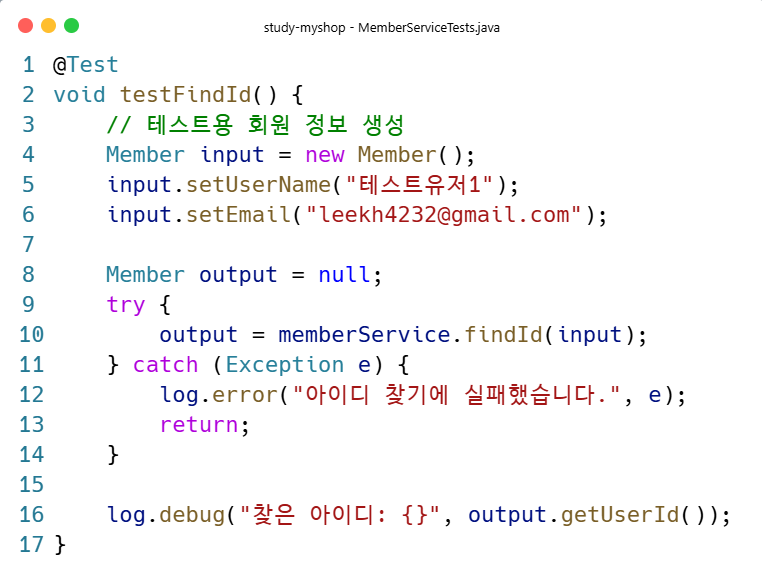 study-myshop - MemberServiceTests.java
1 @Test
2 void testFindId() {
3     // 테스트용 회원 정보 생성
4     Member input = new Member();
5     input.setUserName("테스트유저1");
6     input.setEmail("leekh4232@gmail.com");
7
8     Member output = null;
9     try {
10         output = memberService.findId(input);
11     } catch (Exception e) {
12         log.error("아이디 찾기에 실패했습니다.", e);
13         return;
14     }
15
16     log.debug("찾은 아이디: {}", output.getUserId());
17 }